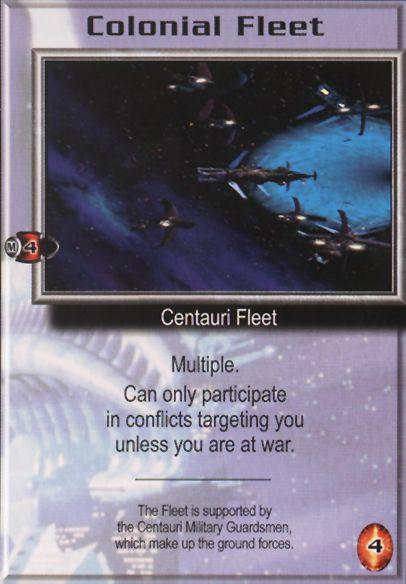 Colonial Fleet
M 4
Centauri Fleet
Multiple.
Can only participate
in conflicts targeting you
unless you are at war.
The Fleet is supported by
the Centauri Military Guardsmen,
which make up the ground forces.
4